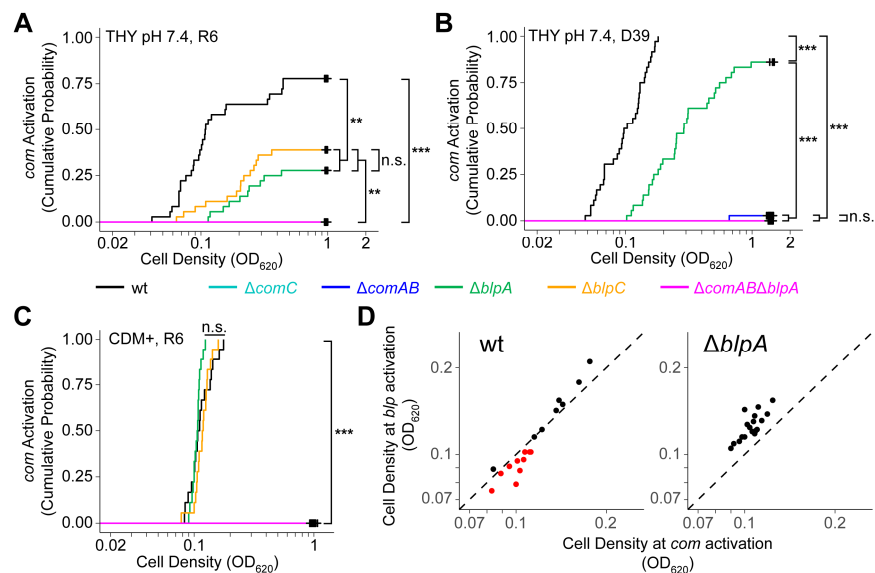 A
THY pH 7.4, R6
com Activation
(Cumulative Probability)
1.00
0.75
0.50
0.25
0.00
0.02
0.1
1
2
Cell Density (OD620)
**
n.s.
**
***
B
THY pH 7.4, D39
com Activation
(Cumulative Probability)
1.00
0.75
0.50
0.25
0.00
0.02
0.1
1
2
Cell Density (OD620)
***
***
***
n.s.
wt
ΔcomC
ΔcomAB
ΔblpA
ΔblpC
ΔcomABΔblpA
C
CDM+, R6
n.s.
com Activation
(Cumulative Probability)
1.00
0.75
0.50
0.25
0.00
0.02
0.1
1
Cell Density (OD620)
***
D
wt
ΔblpA
Cell Density at blp activation
(OD620)
0.2
0.1
0.07
0.07
0.1
0.2
0.2
0.1
0.07
0.07
0.1
0.2
Cell Density at com activation
(OD620)